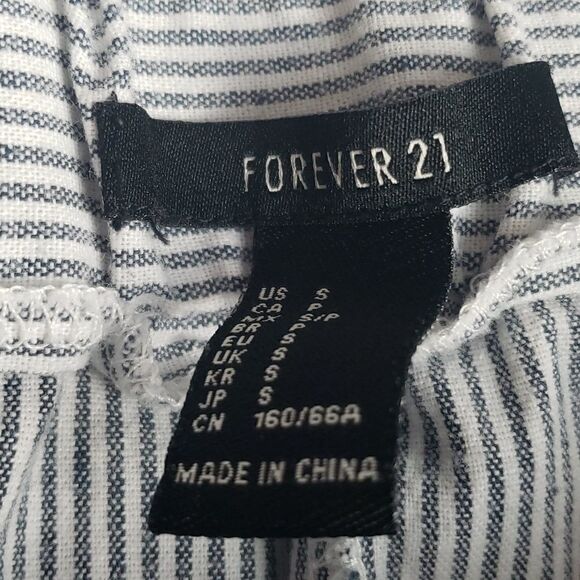 FOREVER 21
US S
CA P
MX S/P
BR P
EU S
UK S
KR S
JP S
CN 160/66A
MADE IN CHINA